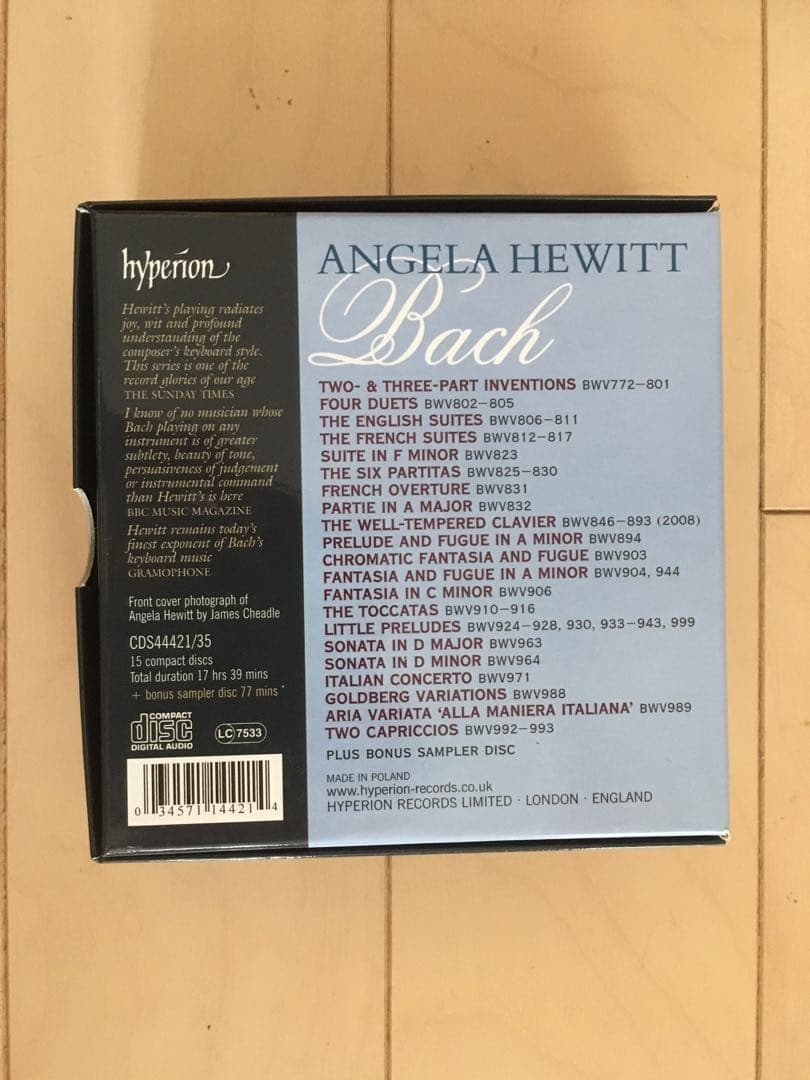 hyperion
Hewitt's playing radiates
joy, wit and profound
understanding of the
composer's keyboard style.
This series is one of the
record glories of our age
THE SUNDAY TIMES
I know of no musician whose
Bach playing on any
instrument is of greater
subtlety, beauty of tone,
persuasiveness of judgement
or instrumental command
than Hewitt's is here
BBC MUSIC MAGAZINE
Hewitt remains today's
finest exponent of Bach's
keyboard music
GRAMOPHONE
Front cover photograph of
Angela Hewitt by James Cheadle
CDS44421/35
15 compact discs
Total duration 17 hrs 39 mins
+ bonus sampler disc 77 mins
COMPACT
disc
DIGITAL AUDIO
LC 7533
0 34571 14421 4
ANGELA HEWITT
Bach
TWO- & THREE-PART INVENTIONS BWV772–801
FOUR DUETS BWV802–805
THE ENGLISH SUITES BWV806–811
THE FRENCH SUITES BWV812–817
SUITE IN F MINOR BWV823
THE SIX PARTITAS BWV825–830
FRENCH OVERTURE BWV831
PARTIE IN A MAJOR BWV832
THE WELL-TEMPERED CLAVIER BWV846–893 (2008)
PRELUDE AND FUGUE IN A MINOR BWV894
CHROMATIC FANTASIA AND FUGUE BWV903
FANTASIA AND FUGUE IN A MINOR BWV904, 944
FANTASIA IN C MINOR BWV906
THE TOCCATAS BWV910–916
LITTLE PRELUDES BWV924–928, 930, 933–943, 999
SONATA IN D MAJOR BWV963
SONATA IN D MINOR BWV964
ITALIAN CONCERTO BWV971
GOLDBERG VARIATIONS BWV988
ARIA VARIATA 'ALLA MANIERA ITALIANA' BWV989
TWO CAPRICCIOS BWV992–993
PLUS BONUS SAMPLER DISC
MADE IN POLAND
www.hyperion-records.co.uk
HYPERION RECORDS LIMITED · LONDON · ENGLAND